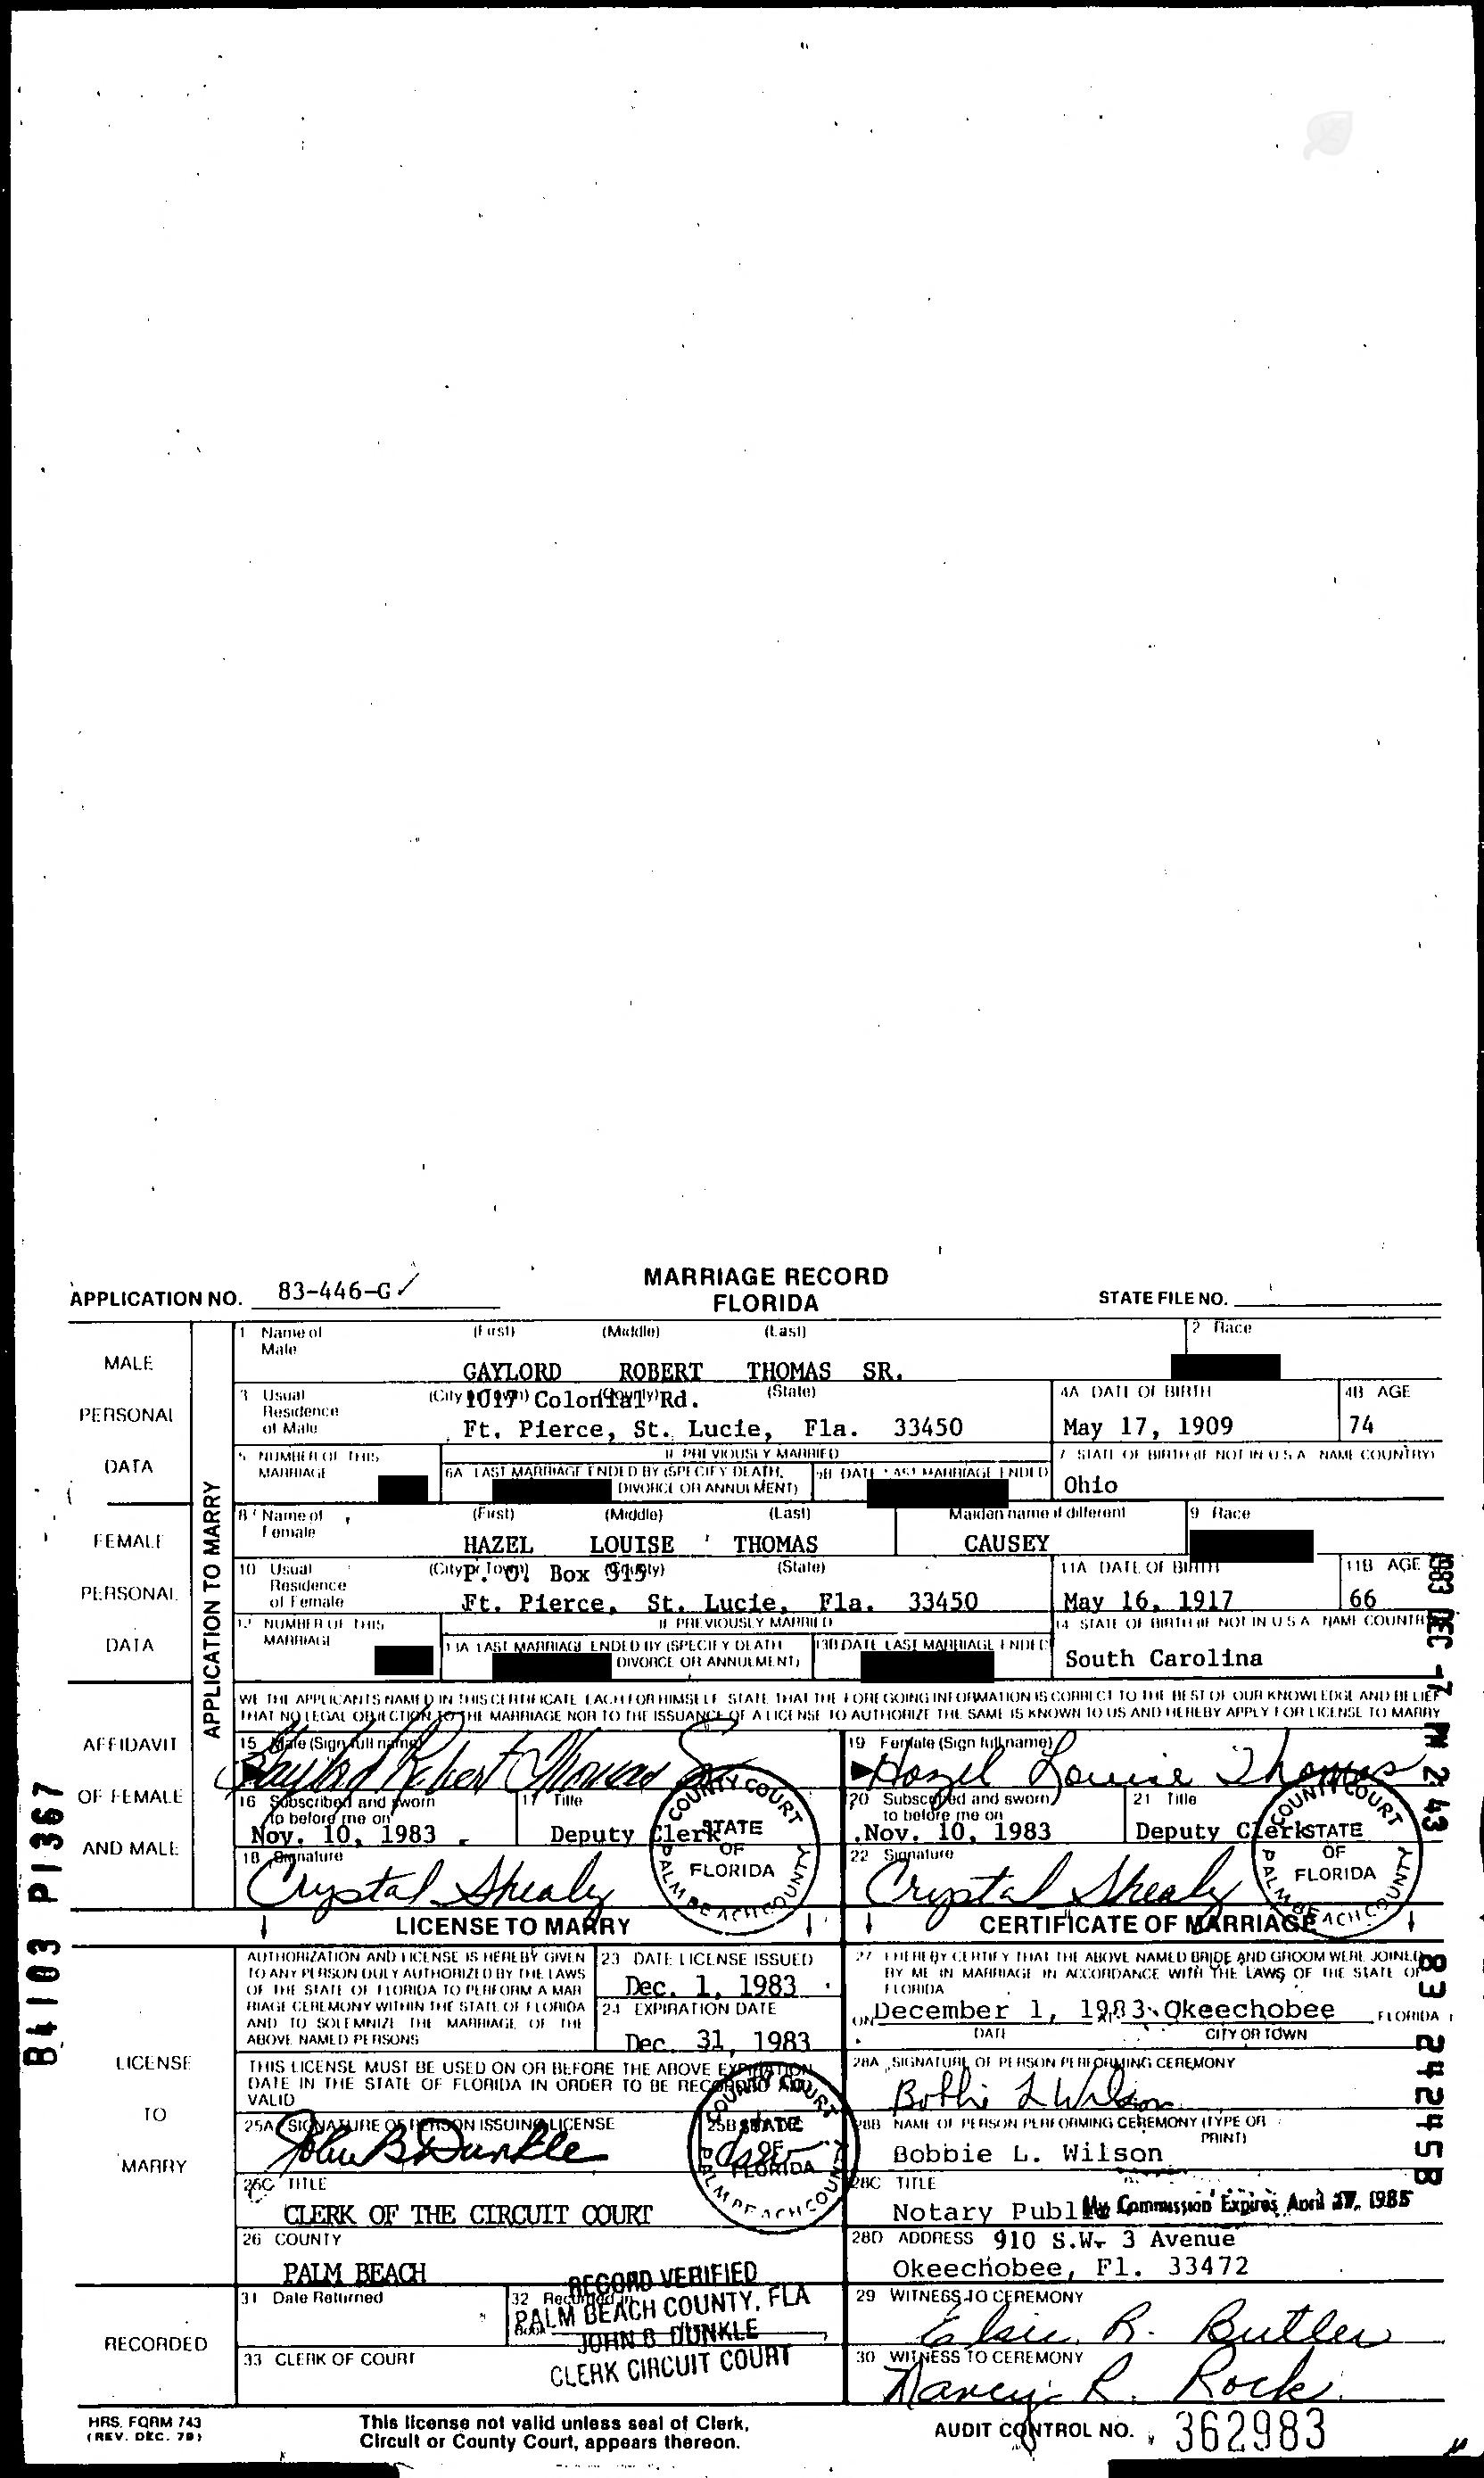 MARRIAGE RECORD
FLORIDA
APPLICATION NO. 83-446-G ✓
STATE FILE NO.
MALE
PERSONAL
DATA
APPLICATION TO MARRY
1 Name of Male (First) (Middle) (Last)
GAYLORD ROBERT THOMAS SR.
2 Race
3 Usual Residence of Male (City or Town) (County) (State)
1017 Colonial Rd.
Ft. Pierce, St. Lucie, Fla. 33450
4A DATE OF BIRTH
May 17, 1909
4B AGE
74
5 NUMBER OF THIS MARRIAGE
IF PREVIOUSLY MARRIED
6A LAST MARRIAGE ENDED BY (SPECIFY DEATH, DIVORCE OR ANNULMENT)
6B DATE LAST MARRIAGE ENDED
7 STATE OF BIRTH (IF NOT IN U S A NAME COUNTRY)
Ohio
FEMALE
PERSONAL
DATA
8 Name of Female (First) (Middle) (Last) Maiden name if different
HAZEL LOUISE THOMAS CAUSEY
9 Race
10 Usual Residence of Female (City or Town) (County) (State)
P. O. Box 315
Ft. Pierce, St. Lucie, Fla. 33450
11A DATE OF BIRTH
May 16, 1917
11B AGE
66
12 NUMBER OF THIS MARRIAGE
IF PREVIOUSLY MARRIED
13A LAST MARRIAGE ENDED BY (SPECIFY DEATH DIVORCE OR ANNULMENT)
13B DATE LAST MARRIAGE ENDED
14 STATE OF BIRTH (IF NOT IN U S A NAME COUNTRY
South Carolina
WE THE APPLICANTS NAMED IN THIS CERTIFICATE EACH FOR HIMSELF STATE THAT THE FOREGOING INFORMATION IS CORRECT TO THE BEST OF OUR KNOWLEDGE AND BELIEF
THAT NO LEGAL OBJECTION TO THE MARRIAGE NOR TO THE ISSUANCE OF A LICENSE TO AUTHORIZE THE SAME IS KNOWN TO US AND HEREBY APPLY FOR LICENSE TO MARRY
AFFIDAVIT
OF FEMALE
AND MALE
15 Male (Sign full name)
Gaylord Robert Thomas Sr
19 Female (Sign full name)
Hazel Louise Thomas
16 Subscribed and sworn to before me on
Nov. 10, 1983
17 Title
Deputy Clerk
20 Subscribed and sworn to before me on
Nov. 10, 1983
21 Title
Deputy Clerk
18 Signature
Crystal Shealy
22 Signature
Crystal Shealy
COUNTY COURT
STATE OF FLORIDA
PALM BEACH COUNTY
COUNTY COURT
STATE OF FLORIDA
PALM BEACH COUNTY
1983 DEC -7 PM 2 43
83 242458
B4103 P1367
LICENSE TO MARRY
CERTIFICATE OF MARRIAGE
LICENSE
TO
MARRY
AUTHORIZATION AND LICENSE IS HEREBY GIVEN
TO ANY PERSON DULY AUTHORIZED BY THE LAWS
OF THE STATE OF FLORIDA TO PERFORM A MAR
RIAGE CEREMONY WITHIN THE STATE OF FLORIDA
AND TO SOLEMNIZE THE MARRIAGE OF THE
ABOVE NAMED PERSONS
23 DATE LICENSE ISSUED
Dec. 1, 1983
24 EXPIRATION DATE
Dec. 31, 1983
THIS LICENSE MUST BE USED ON OR BEFORE THE ABOVE EXPIRATION
DATE IN THE STATE OF FLORIDA IN ORDER TO BE RECORDED AND
VALID
25A SIGNATURE OF PERSON ISSUING LICENSE
John B Dunkle
25B
COUNTY COURT
STATE OF FLORIDA
PALM BEACH COUNTY
25C TITLE
CLERK OF THE CIRCUIT COURT
26 COUNTY
PALM BEACH
27 I HEREBY CERTIFY THAT THE ABOVE NAMED BRIDE AND GROOM WERE JOINED
BY ME IN MARRIAGE IN ACCORDANCE WITH THE LAWS OF THE STATE OF
FLORIDA
ON December 1, 1983 AT Okeechobee, FLORIDA
DATE CITY OR TOWN
28A SIGNATURE OF PERSON PERFORMING CEREMONY
Bobbi L Wilson
28B NAME OF PERSON PERFORMING CEREMONY (TYPE OR PRINT)
Bobbie L. Wilson
28C TITLE
Notary Public My Commission Expires April 27, 1985
28D ADDRESS 910 S.W. 3 Avenue
Okeechobee, Fl. 33472
29 WITNESS TO CEREMONY
Elsie R. Butler
30 WITNESS TO CEREMONY
Nancy R. Rock
RECORDED
31 Date Returned
32 Recorded in
Book
RECORD VERIFIED
PALM BEACH COUNTY, FLA
JOHN B DUNKLE
CLERK CIRCUIT COURT
33 CLERK OF COURT
HRS. FORM 743
(REV. DEC. 79)
This license not valid unless seal of Clerk,
Circuit or County Court, appears thereon.
AUDIT CONTROL NO. 362983